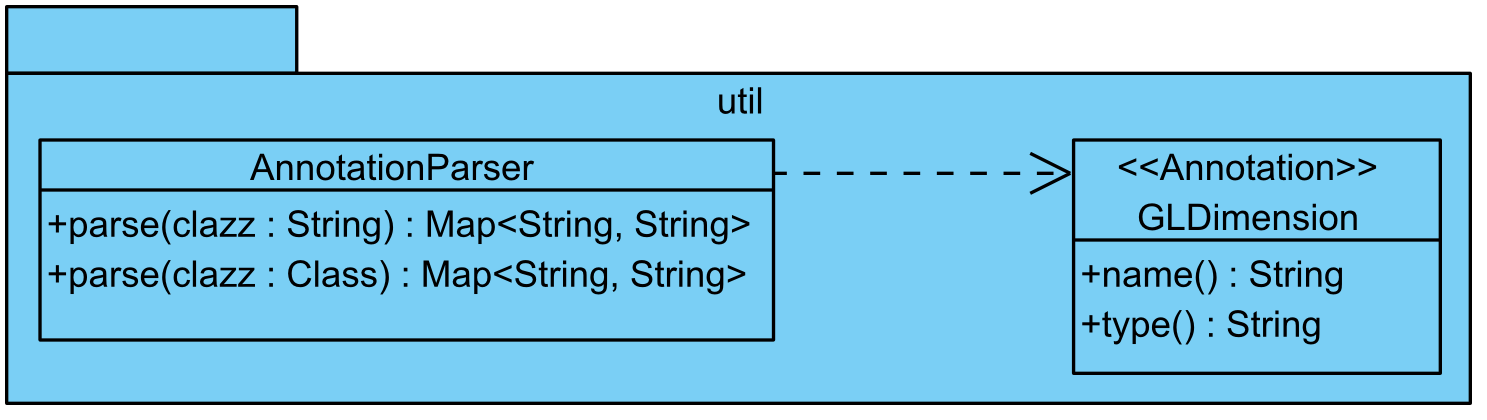 util
AnnotationParser
+parse(clazz : String) : Map<String, String>
+parse(clazz : Class) : Map<String, String>
<<Annotation>>
GLDimension
+name() : String
+type() : String